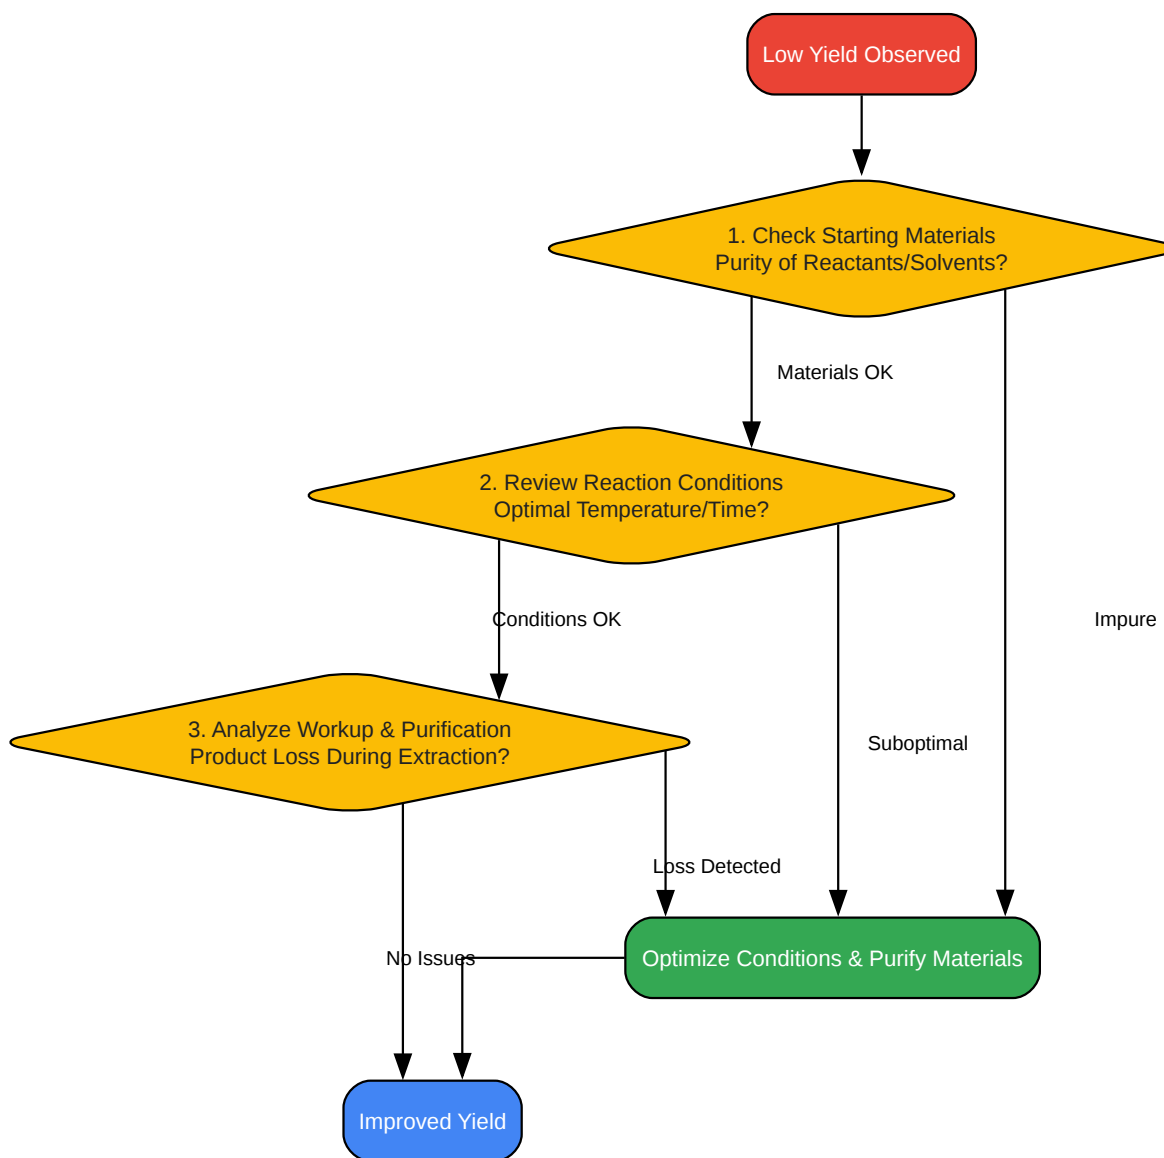 Low Yield Observed
1. Check Starting Materials
Purity of Reactants/Solvents?
Materials OK
2. Review Reaction Conditions
Optimal Temperature/Time?
Conditions OK
Impure
3. Analyze Workup & Purification
Product Loss During Extraction?
Suboptimal
Loss Detected
No Issues
Optimize Conditions & Purify Materials
Improved Yield